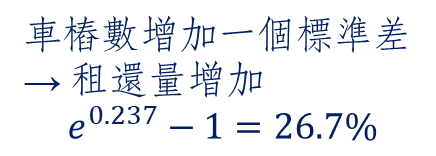 車樁數增加一個標準差
→ 租還量增加
e^0.237 − 1 = 26.7%